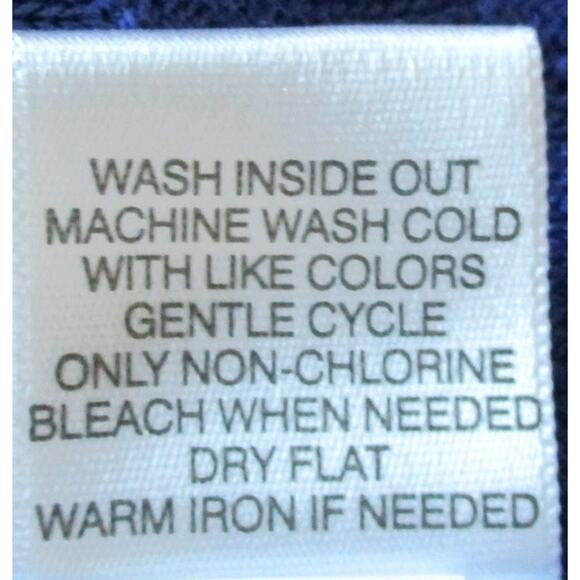 WASH INSIDE OUT
MACHINE WASH COLD
WITH LIKE COLORS
GENTLE CYCLE
ONLY NON-CHLORINE
BLEACH WHEN NEEDED
DRY FLAT
WARM IRON IF NEEDED